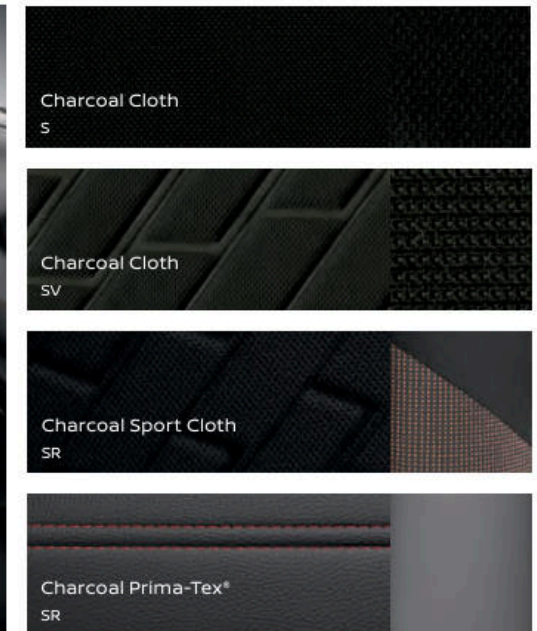 Charcoal Cloth
S
Charcoal Cloth
SV
Charcoal Sport Cloth
SR
Charcoal Prima-Tex®
SR